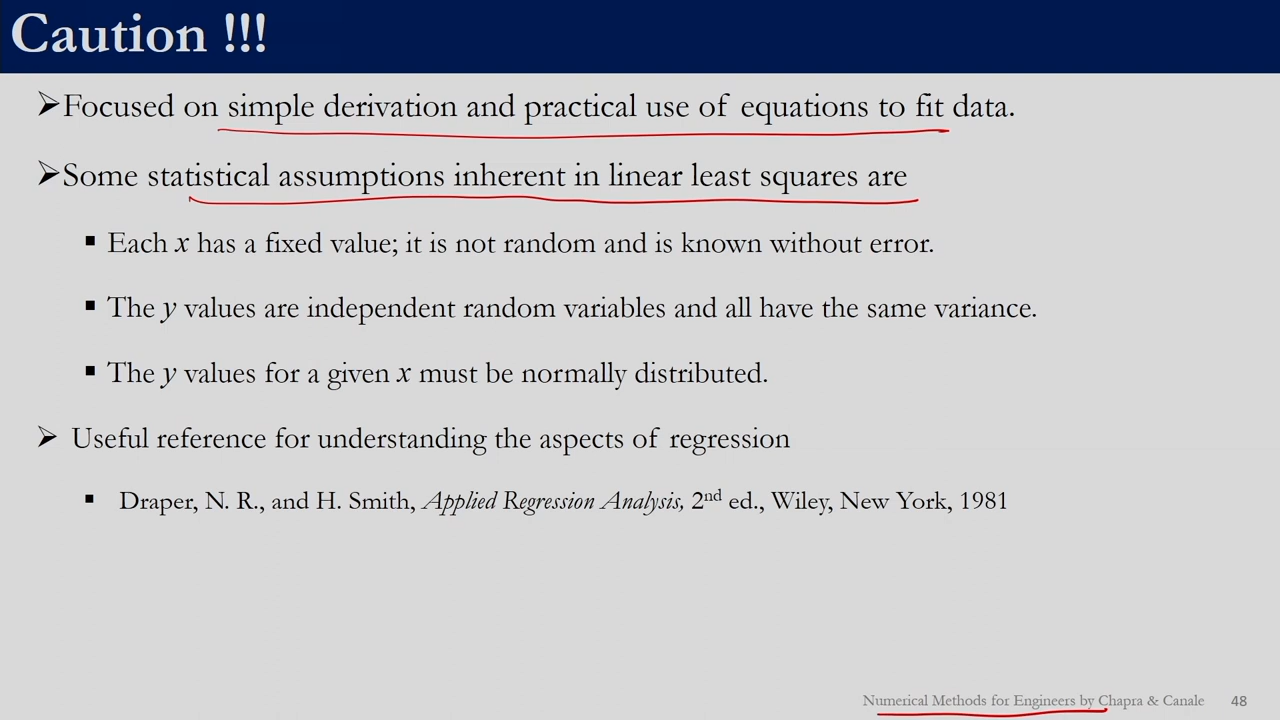 Caution !!!
➢Focused on simple derivation and practical use of equations to fit data.
➢Some statistical assumptions inherent in linear least squares are
▪ Each x has a fixed value; it is not random and is known without error.
▪ The y values are independent random variables and all have the same variance.
▪ The y values for a given x must be normally distributed.
➢ Useful reference for understanding the aspects of regression
▪ Draper, N. R., and H. Smith, Applied Regression Analysis, 2nd ed., Wiley, New York, 1981
Numerical Methods for Engineers by Chapra & Canale 48